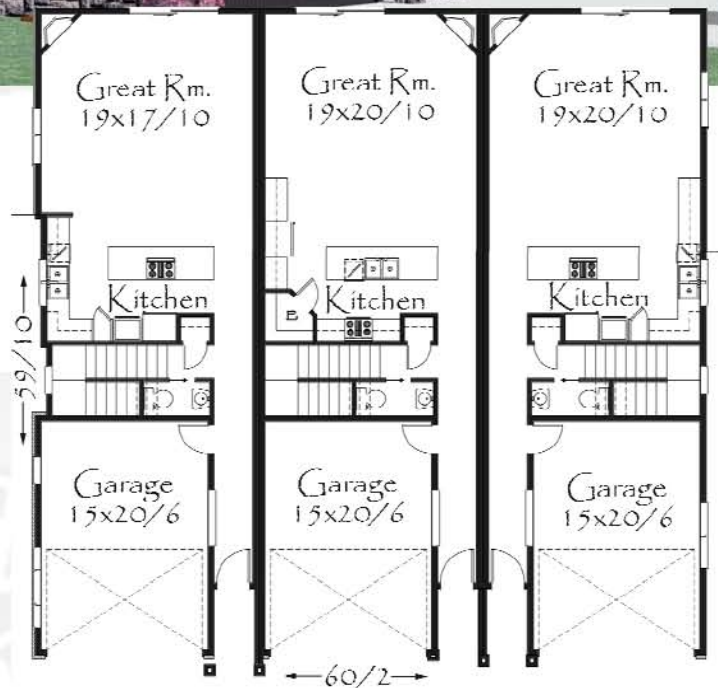 Great Rm.
19x17/10
Great Rm.
19x20/10
Great Rm.
19x20/10
Kitchen
Kitchen
Kitchen
59/10
Garage
15x20/6
Garage
15x20/6
Garage
15x20/6
60/2